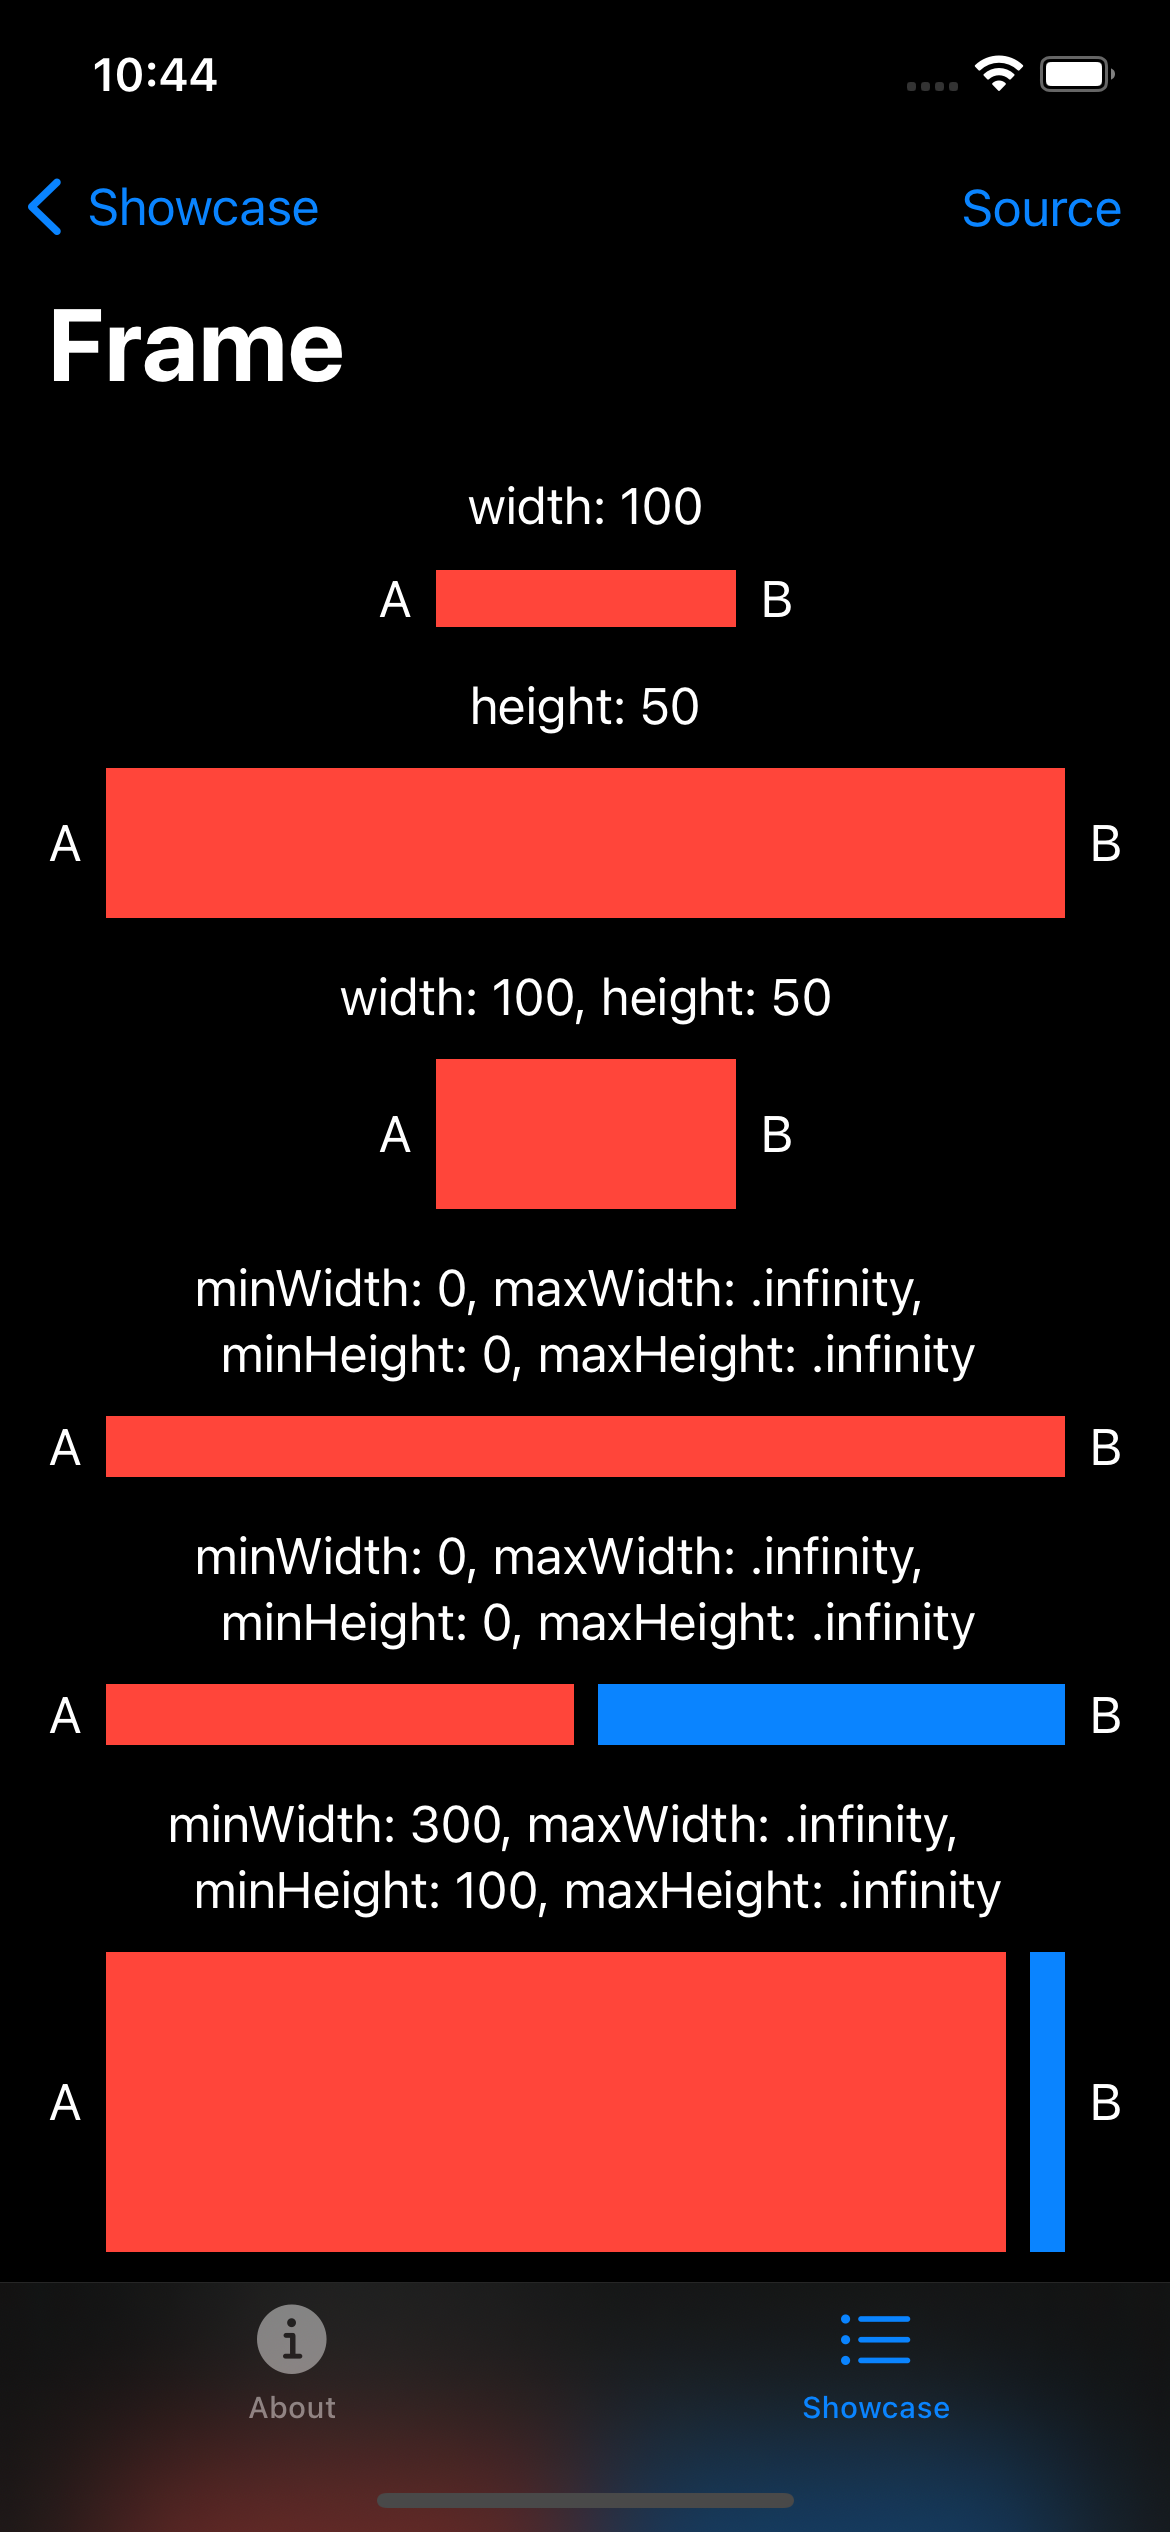 10:44
Showcase
Source
Frame
width: 100
A B
height: 50
A B
width: 100, height: 50
A B
minWidth: 0, maxWidth: .infinity,
minHeight: 0, maxHeight: .infinity
A B
minWidth: 0, maxWidth: .infinity,
minHeight: 0, maxHeight: .infinity
A B
minWidth: 300, maxWidth: .infinity,
minHeight: 100, maxHeight: .infinity
A B
About
Showcase